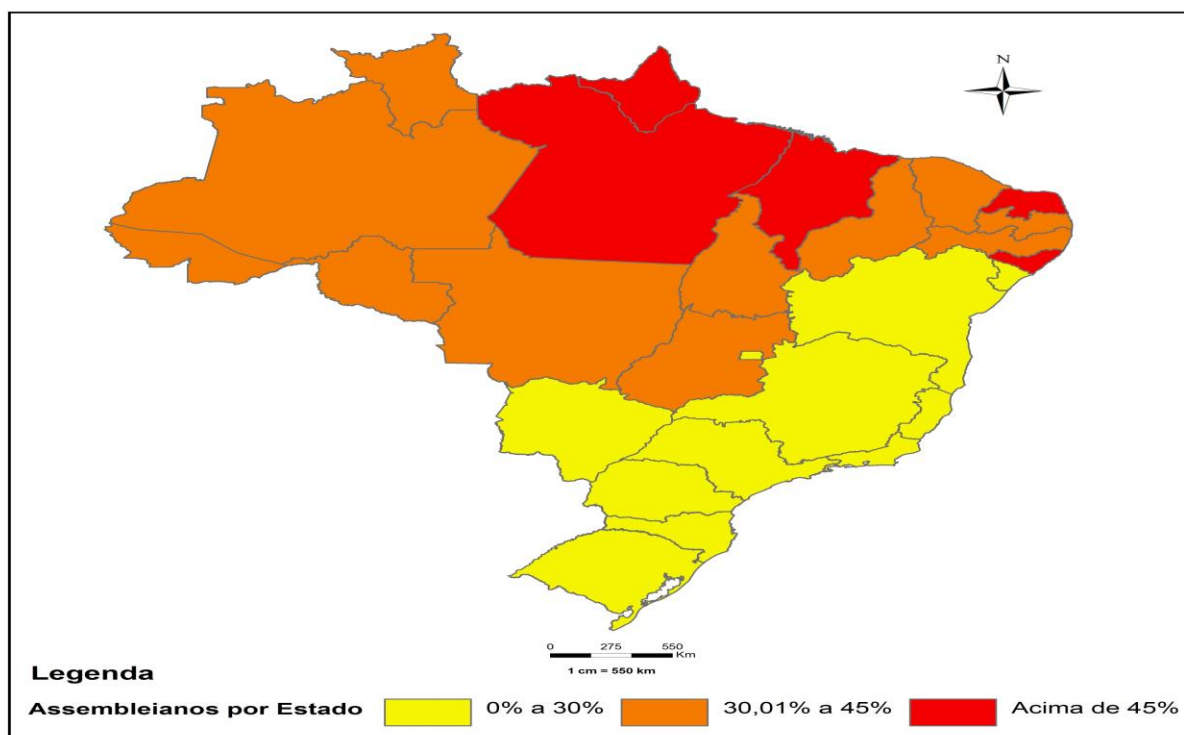 N
0 275 550
Km
1 cm = 550 km
Legenda
Assembleianos por Estado 0% a 30% 30,01% a 45% Acima de 45%